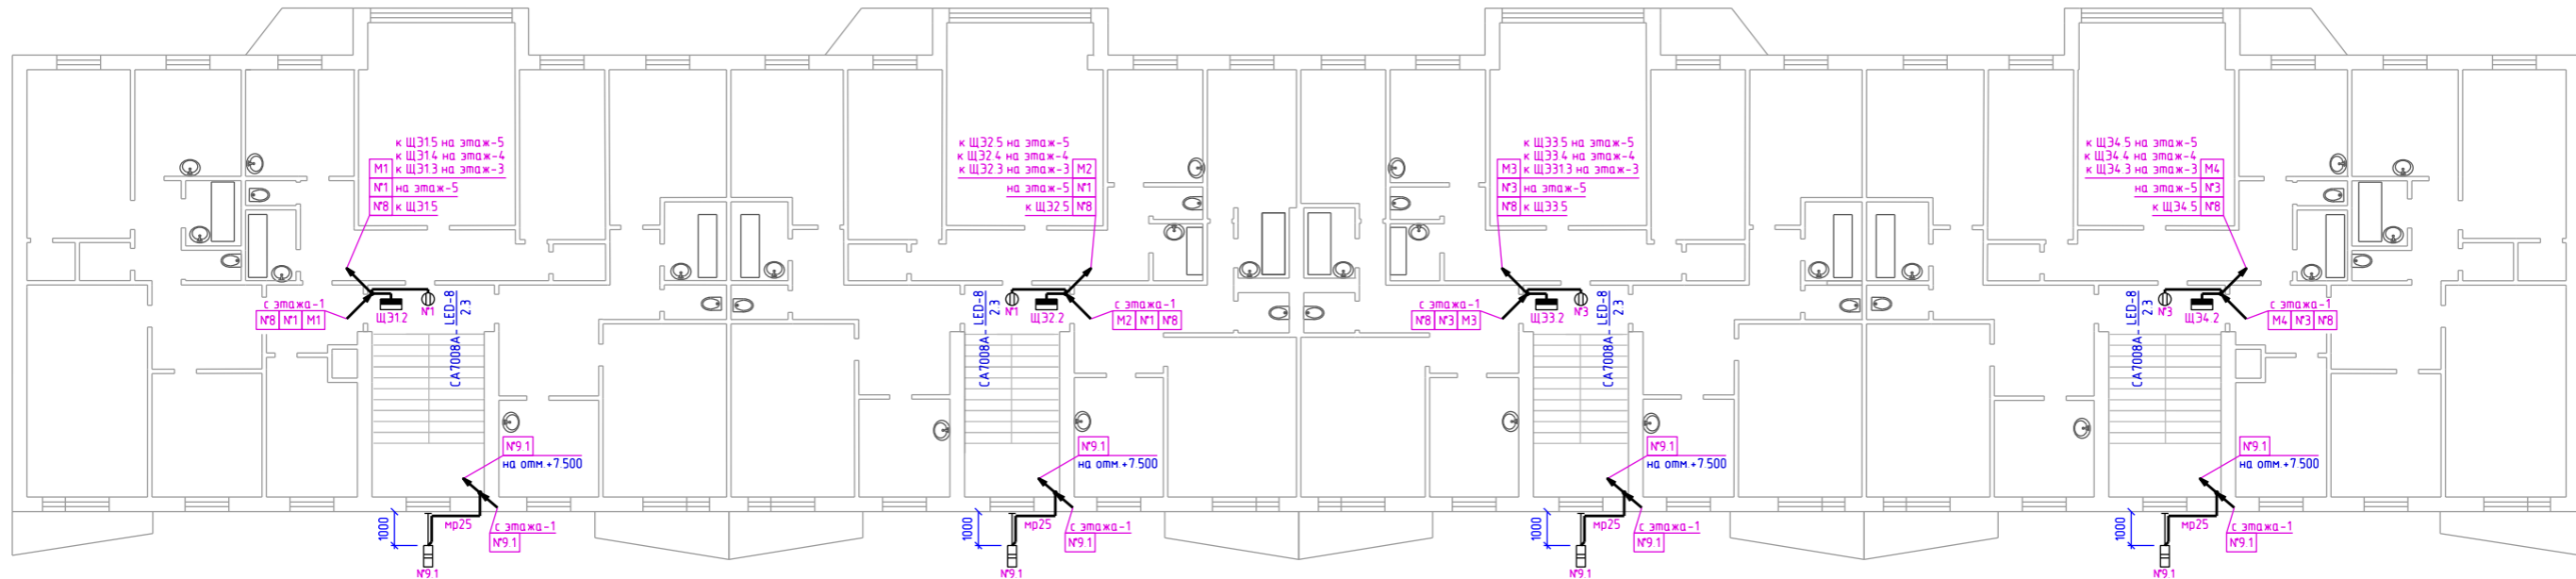 к ЩЭ1.5 на этаж-5
к ЩЭ1.4 на этаж-4
М1 к ЩЭ1.3 на этаж-3
№1 на этаж-5
№8 к ЩЭ1.5
к ЩЭ2.5 на этаж-5
к ЩЭ2.4 на этаж-4
к ЩЭ2.3 на этаж-3 М2
на этаж-5 №1
к ЩЭ2.5 №8
к ЩЭ3.5 на этаж-5
к ЩЭ3.4 на этаж-4
М3 к ЩЭ31.3 на этаж-3
№3 на этаж-5
№8 к ЩЭ3.5
к ЩЭ4.5 на этаж-5
к ЩЭ4.4 на этаж-4
к ЩЭ4.3 на этаж-3 М4
на этаж-5 №3
к ЩЭ4.5 №8
с этажа-1
№8 №1 М1
ЩЭ1.2
№1
СА7008А- LED-8
2.3
№1
ЩЭ2.2
с этажа-1
М2 №1 №8
СА7008А- LED-8
2.3
с этажа-1
№8 №3 М3
ЩЭ3.2
№3
СА7008А- LED-8
2.3
№3
ЩЭ4.2
с этажа-1
М4 №3 №8
СА7008А- LED-8
2.3
№9.1
на отм.+7.500
№9.1
на отм.+7.500
№9.1
на отм.+7.500
№9.1
на отм.+7.500
1000
мр25
с этажа-1
№9.1
№9.1
1000
мр25
с этажа-1
№9.1
№9.1
1000
мр25
с этажа-1
№9.1
№9.1
1000
мр25
с этажа-1
№9.1
№9.1